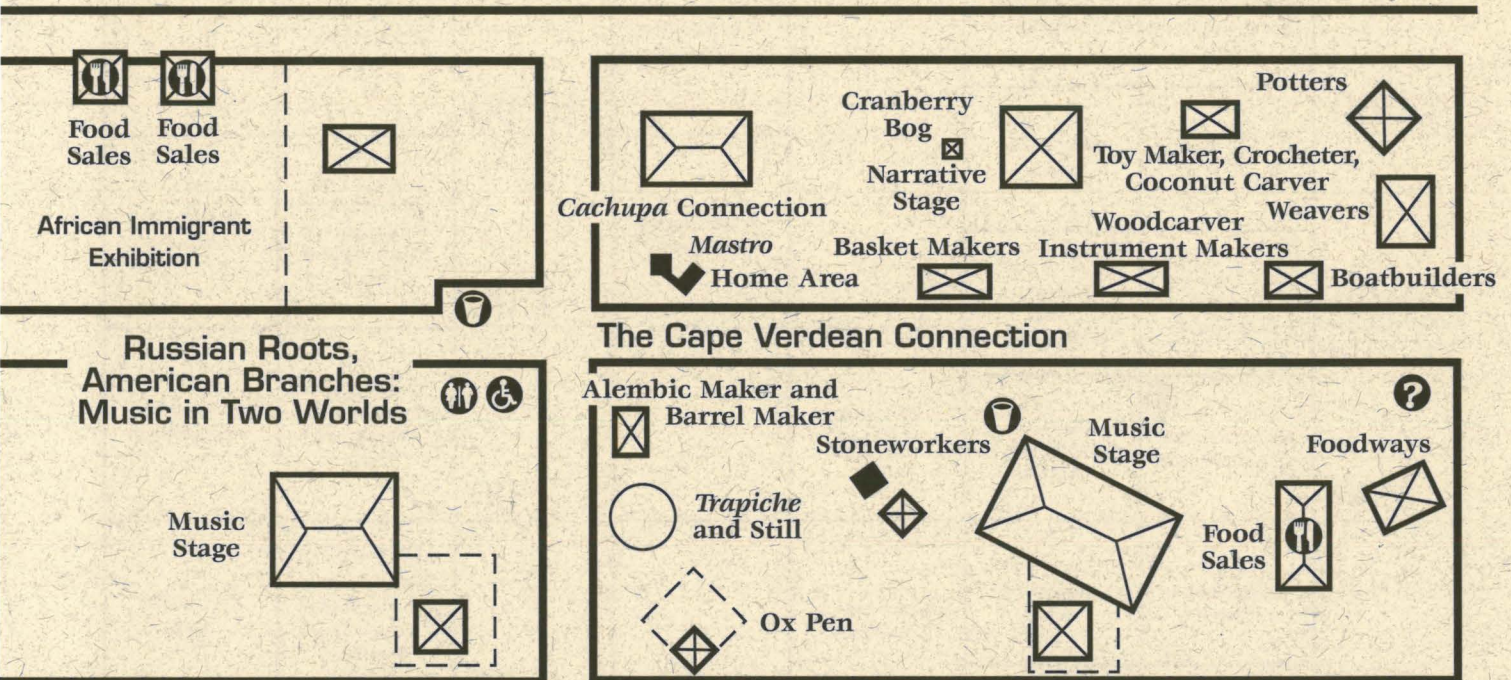 Food
Sales
Food
Sales
African Immigrant
Exhibition
Russian Roots,
American Branches:
Music in Two Worlds
Music
Stage
Cachupa Connection
Mastro
Home Area
Cranberry
Bog
Narrative
Stage
Basket Makers
Toy Maker, Crocheter,
Coconut Carver
Woodcarver
Instrument Makers
Potters
Weavers
Boatbuilders
The Cape Verdean Connection
Alembic Maker and
Barrel Maker
Trapiche
and Still
Ox Pen
Stoneworkers
Music
Stage
Food
Sales
Foodways
?